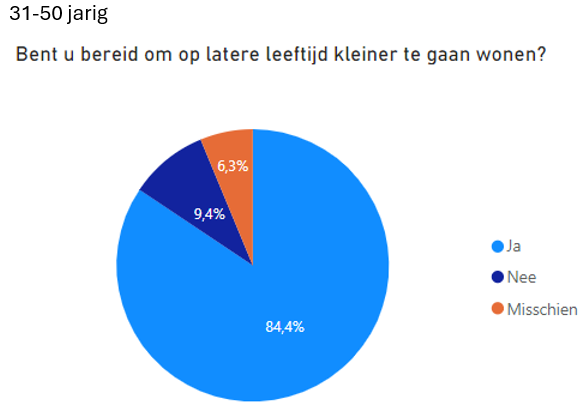 31-50 jarig
Bent u bereid om op latere leeftijd kleiner te gaan wonen?
6,3%
9,4%
84,4%
Ja
Nee
Misschien